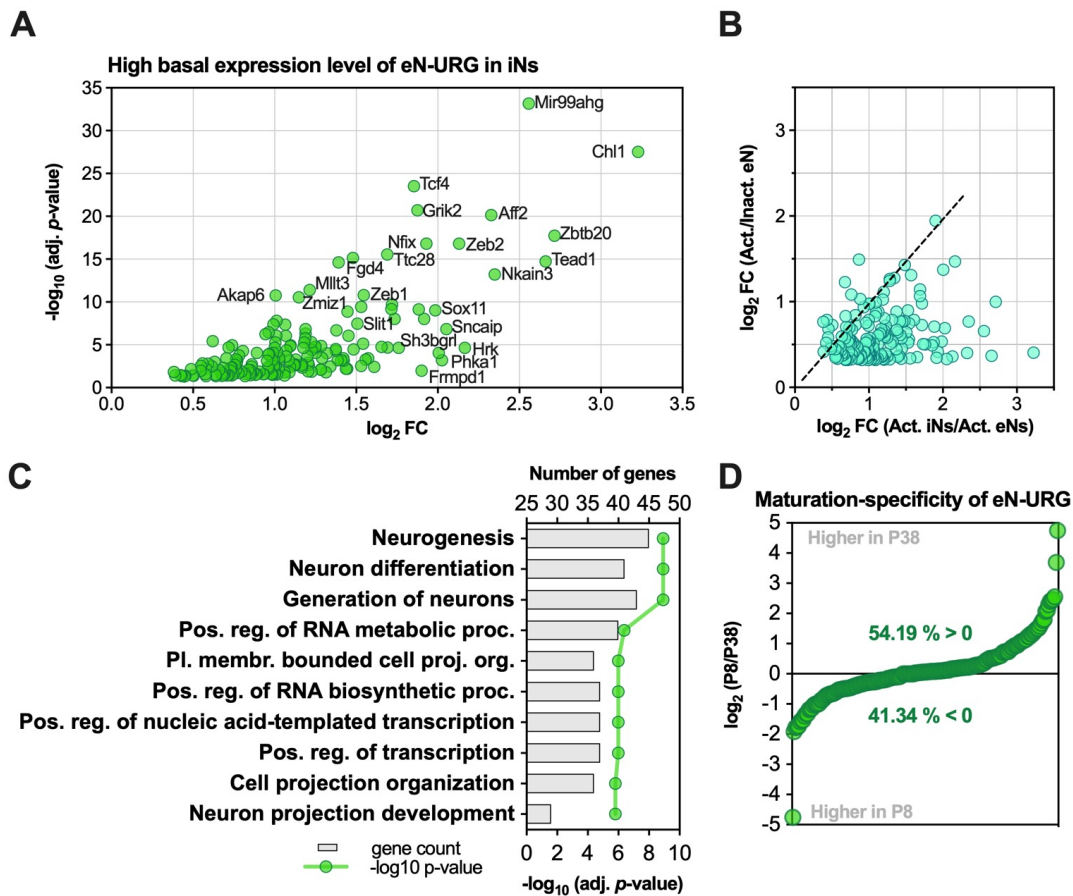 A
High basal expression level of eN-URG in iNs
-log10 (adj. p-value)
35
30
25
20
15
10
5
0
Mir99ahg
Chl1
Tcf4
Grik2
Aff2
Nfix
Zeb2
Zbtb20
Ttc28
Tead1
Fgd4
Nkain3
Mllt3
Akap6
Zmiz1
Zeb1
Sox11
Slit1
Sncaip
Sh3bgrl
Hrk
Phka1
Frmpd1
0.0 0.5 1.0 1.5 2.0 2.5 3.0 3.5
log2 FC
B
log2 FC (Act./Inact. eN)
3
2
1
0
0 1 2 3
log2 FC (Act. iNs/Act. eNs)
C
Number of genes
25 30 35 40 45 50
Neurogenesis
Neuron differentiation
Generation of neurons
Pos. reg. of RNA metabolic proc.
Pl. membr. bounded cell proj. org.
Pos. reg. of RNA biosynthetic proc.
Pos. reg. of nucleic acid-templated transcription
Pos. reg. of transcription
Cell projection organization
Neuron projection development
0 2 4 6 8 10
gene count
-log10 p-value
-log10 (adj. p-value)
D
Maturation-specificity of eN-URG
log2 (P8/P38)
5
4
3
2
1
0
-1
-2
-3
-4
-5
Higher in P38
54.19 % > 0
41.34 % < 0
Higher in P8